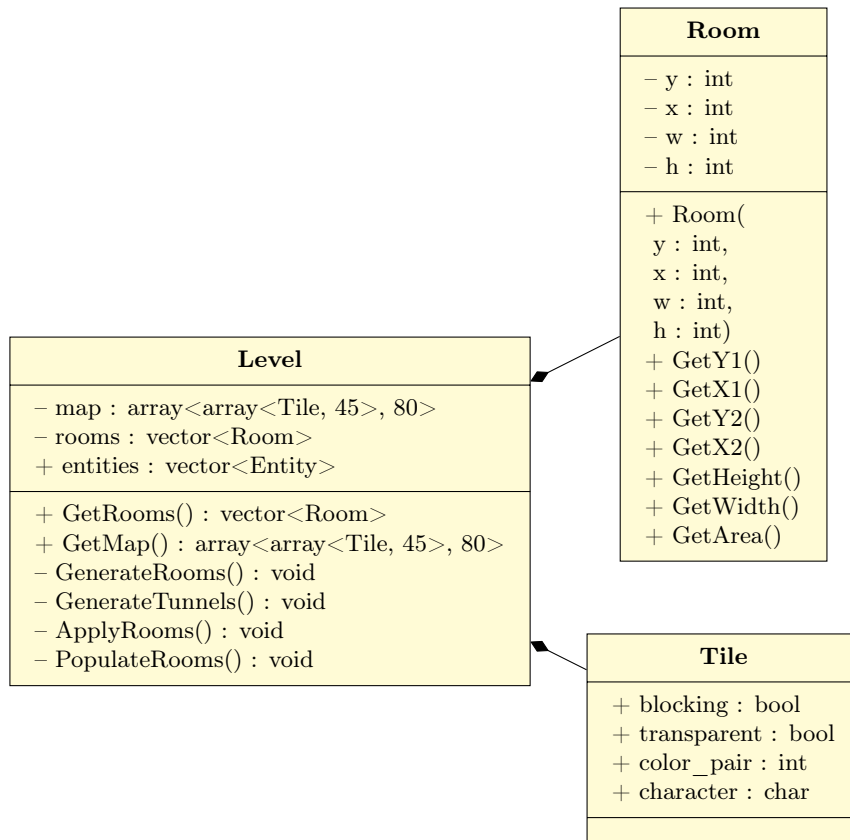 Room
– y : int
– x : int
– w : int
– h : int
+ Room(
y : int,
x : int,
w : int,
h : int)
+ GetY1()
+ GetX1()
+ GetY2()
+ GetX2()
+ GetHeight()
+ GetWidth()
+ GetArea()
Level
– map : array<array<Tile, 45>, 80>
– rooms : vector<Room>
+ entities : vector<Entity>
+ GetRooms() : vector<Room>
+ GetMap() : array<array<Tile, 45>, 80>
– GenerateRooms() : void
– GenerateTunnels() : void
– ApplyRooms() : void
– PopulateRooms() : void
Tile
+ blocking : bool
+ transparent : bool
+ color_pair : int
+ character : char